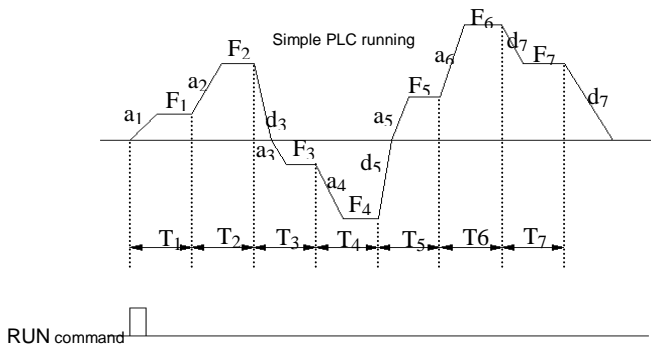 Simple PLC running
a1 F1 a2 F2 d3 a3 F3 a4 F4 d5 a5 F5 a6 F6 d7 F7 d7
T1 T2 T3 T4 T5 T6 T7
RUN command